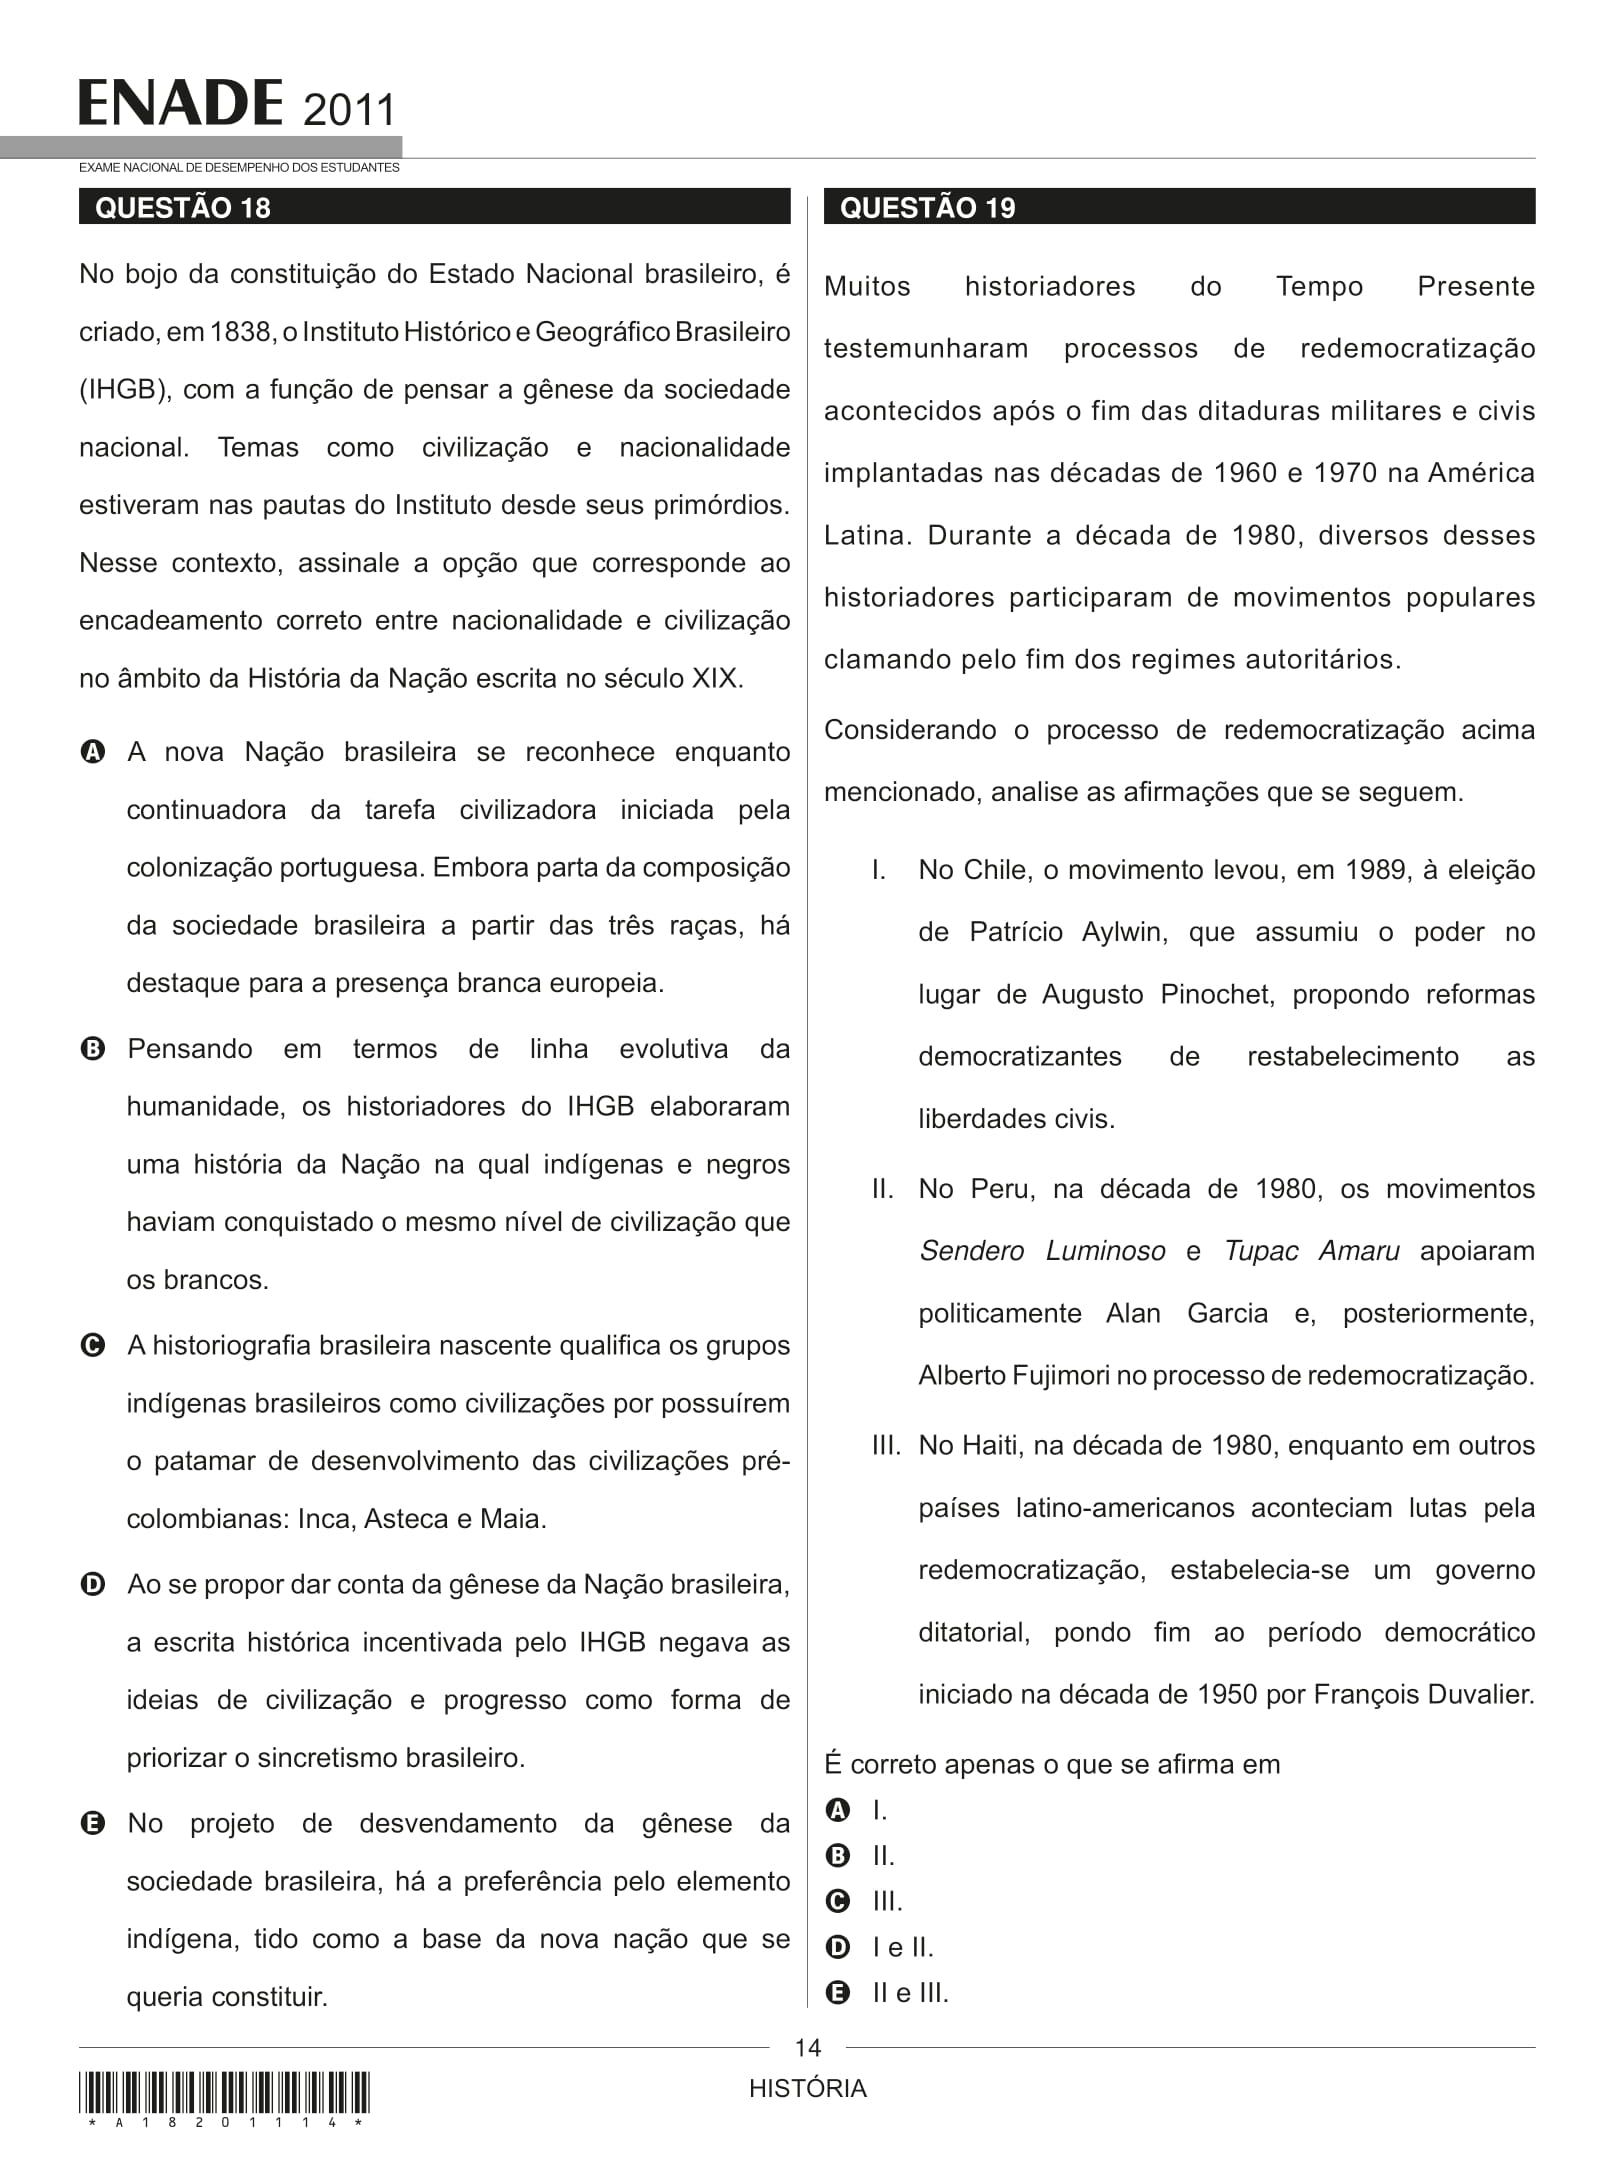 ENADE 2011
EXAME NACIONAL DE DESEMPENHO DOS ESTUDANTES
QUESTÃO 18
No bojo da constituição do Estado Nacional brasileiro, é
criado, em 1838, o Instituto Histórico e Geográfico Brasileiro
(IHGB), com a função de pensar a gênese da sociedade
nacional. Temas como civilização e nacionalidade
estiveram nas pautas do Instituto desde seus primórdios.
Nesse contexto, assinale a opção que corresponde ao
encadeamento correto entre nacionalidade e civilização
no âmbito da História da Nação escrita no século XIX.
A A nova Nação brasileira se reconhece enquanto
continuadora da tarefa civilizadora iniciada pela
colonização portuguesa. Embora parta da composição
da sociedade brasileira a partir das três raças, há
destaque para a presença branca europeia.
B Pensando em termos de linha evolutiva da
humanidade, os historiadores do IHGB elaboraram
uma história da Nação na qual indígenas e negros
haviam conquistado o mesmo nível de civilização que
os brancos.
C A historiografia brasileira nascente qualifica os grupos
indígenas brasileiros como civilizações por possuírem
o patamar de desenvolvimento das civilizações pré-
colombianas: Inca, Asteca e Maia.
D Ao se propor dar conta da gênese da Nação brasileira,
a escrita histórica incentivada pelo IHGB negava as
ideias de civilização e progresso como forma de
priorizar o sincretismo brasileiro.
E No projeto de desvendamento da gênese da
sociedade brasileira, há a preferência pelo elemento
indígena, tido como a base da nova nação que se
queria constituir.
QUESTÃO 19
Muitos historiadores do Tempo Presente
testemunharam processos de redemocratização
acontecidos após o fim das ditaduras militares e civis
implantadas nas décadas de 1960 e 1970 na América
Latina. Durante a década de 1980, diversos desses
historiadores participaram de movimentos populares
clamando pelo fim dos regimes autoritários.
Considerando o processo de redemocratização acima
mencionado, analise as afirmações que se seguem.
I. No Chile, o movimento levou, em 1989, à eleição
de Patrício Aylwin, que assumiu o poder no
lugar de Augusto Pinochet, propondo reformas
democratizantes de restabelecimento as
liberdades civis.
II. No Peru, na década de 1980, os movimentos
Sendero Luminoso e Tupac Amaru apoiaram
politicamente Alan Garcia e, posteriormente,
Alberto Fujimori no processo de redemocratização.
III. No Haiti, na década de 1980, enquanto em outros
países latino-americanos aconteciam lutas pela
redemocratização, estabelecia-se um governo
ditatorial, pondo fim ao período democrático
iniciado na década de 1950 por François Duvalier.
É correto apenas o que se afirma em
A I.
B II.
C III.
D I e II.
E II e III.
14
HISTÓRIA
*A18201114*